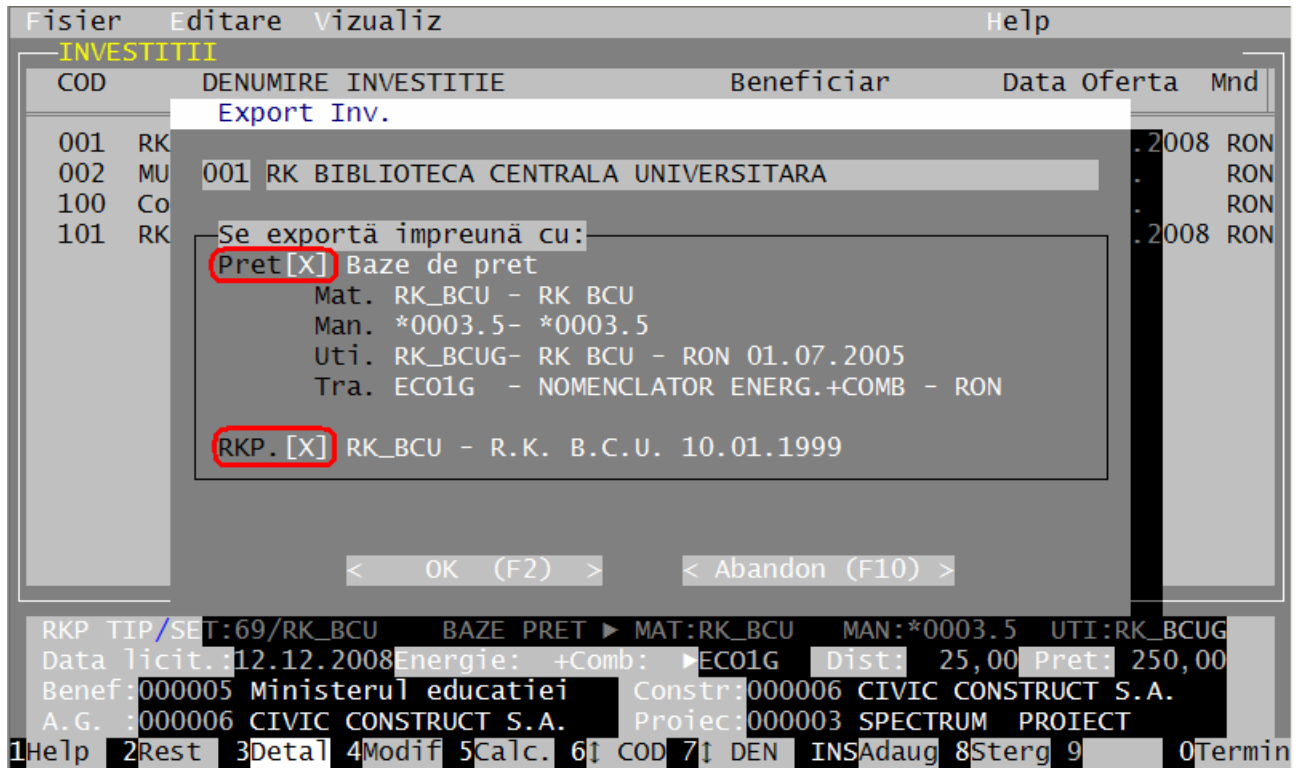 Fisier Editare Vizualiz Help
INVESTITII
COD DENUMIRE INVESTITIE Beneficiar Data Oferta Mnd
Export Inv.
001 RK .2008 RON
001 RK BIBLIOTECA CENTRALA UNIVERSITARA
002 MU . RON
100 Co . RON
101 RK .2008 RON
Se exportă impreună cu:
Pret[X] Baze de pret
Mat. RK_BCU - RK BCU
Man. *0003.5- *0003.5
Uti. RK_BCUG- RK BCU - RON 01.07.2005
Tra. ECO1G - NOMENCLATOR ENERG.+COMB - RON
RKP.[X] RK_BCU - R.K. B.C.U. 10.01.1999
< OK (F2) > < Abandon (F10) >
RKP TIP/SET:69/RK_BCU BAZE PRET ► MAT:RK_BCU MAN:*0003.5 UTI:RK_BCUG
Data licit.:12.12.2008 Energie: +Comb: ►ECO1G Dist: 25,00 Pret: 250,00
Benef:000005 Ministerul educatiei Constr:000006 CIVIC CONSTRUCT S.A.
A.G. :000006 CIVIC CONSTRUCT S.A. Proiec:000003 SPECTRUM PROIECT
1Help 2Rest 3Detal 4Modif 5Calc. 6↕ COD 7↕ DEN INSAdaug 8Sterg 9 0Termin